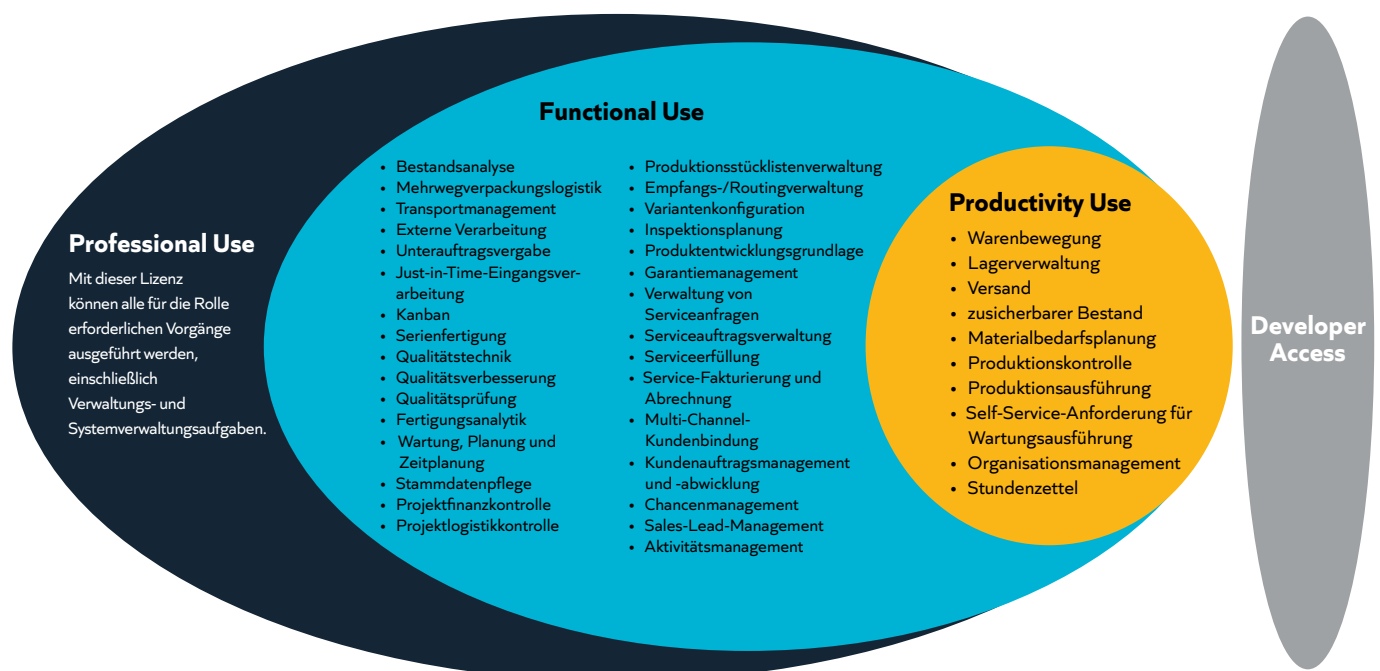 Professional Use
Mit dieser Lizenz
können alle für die Rolle
erforderlichen Vorgänge
ausgeführt werden,
einschließlich
Verwaltungs- und
Systemverwaltungsaufgaben.
Functional Use
• Bestandsanalyse
• Mehrwegverpackungslogistik
• Transportmanagement
• Externe Verarbeitung
• Unterauftragsvergabe
• Just-in-Time-Eingangsver-
arbeitung
• Kanban
• Serienfertigung
• Qualitätstechnik
• Qualitätsverbesserung
• Qualitätsprüfung
• Fertigungsanalytik
• Wartung, Planung und
Zeitplanung
• Stammdatenpflege
• Projektfinanzkontrolle
• Projektlogistikkontrolle
• Produktionsstücklistenverwaltung
• Empfangs-/Routingverwaltung
• Variantenkonfiguration
• Inspektionsplanung
• Produktentwicklungsgrundlage
• Garantiemanagement
• Verwaltung von
Serviceanfragen
• Serviceauftragsverwaltung
• Serviceerfüllung
• Service-Fakturierung und
Abrechnung
• Multi-Channel-
Kundenbindung
• Kundenauftragsmanagement
und -abwicklung
• Chancenmanagement
• Sales-Lead-Management
• Aktivitätsmanagement
Productivity Use
• Warenbewegung
• Lagerverwaltung
• Versand
• zusicherbarer Bestand
• Materialbedarfsplanung
• Produktionskontrolle
• Produktionsausführung
• Self-Service-Anforderung für
Wartungsausführung
• Organisationsmanagement
• Stundenzettel
Developer
Access